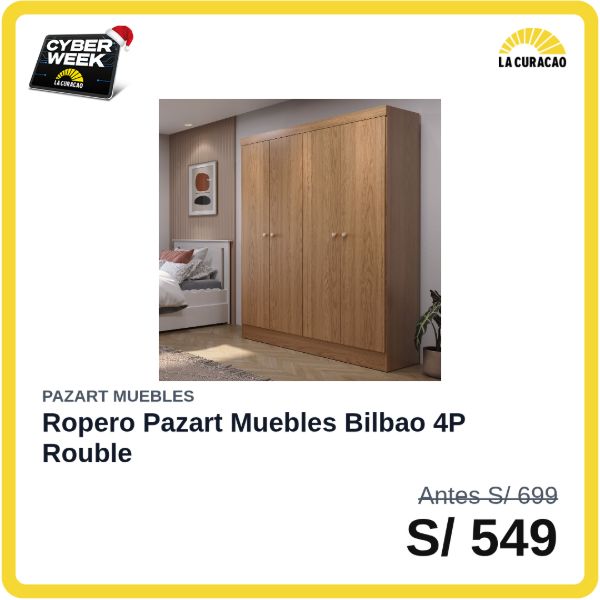 CYBER
WEEK
LA CURACAO
LA CURACAO
PAZART MUEBLES
Ropero Pazart Muebles Bilbao 4P
Rouble
Antes S/ 699
S/ 549